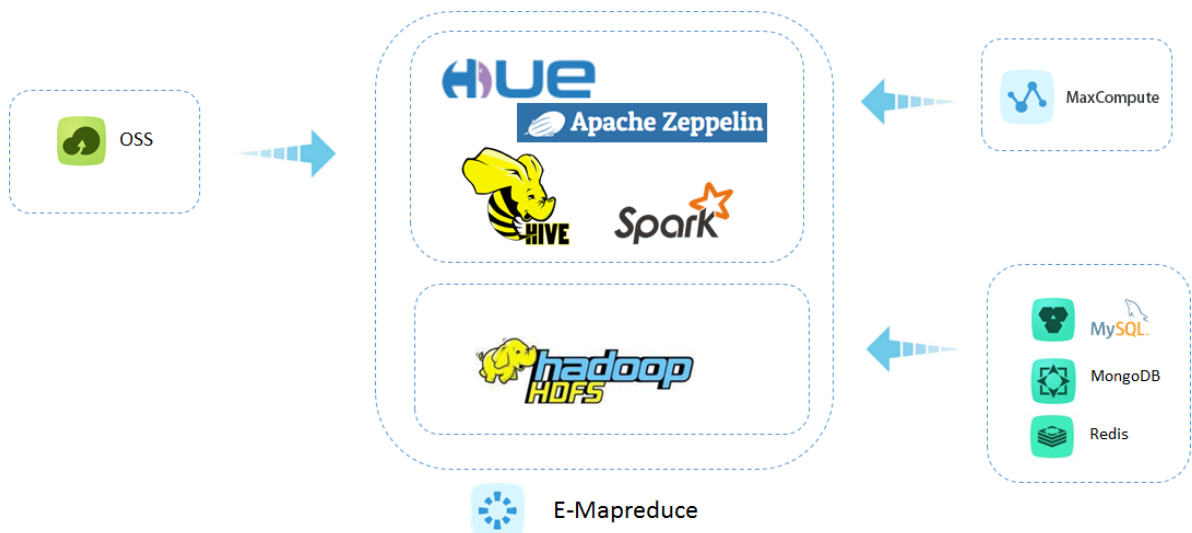 HUE
Apache Zeppelin
HIVE
Spark
OSS
MaxCompute
hadoop
HDFS
MySQL
MongoDB
Redis
E-Mapreduce